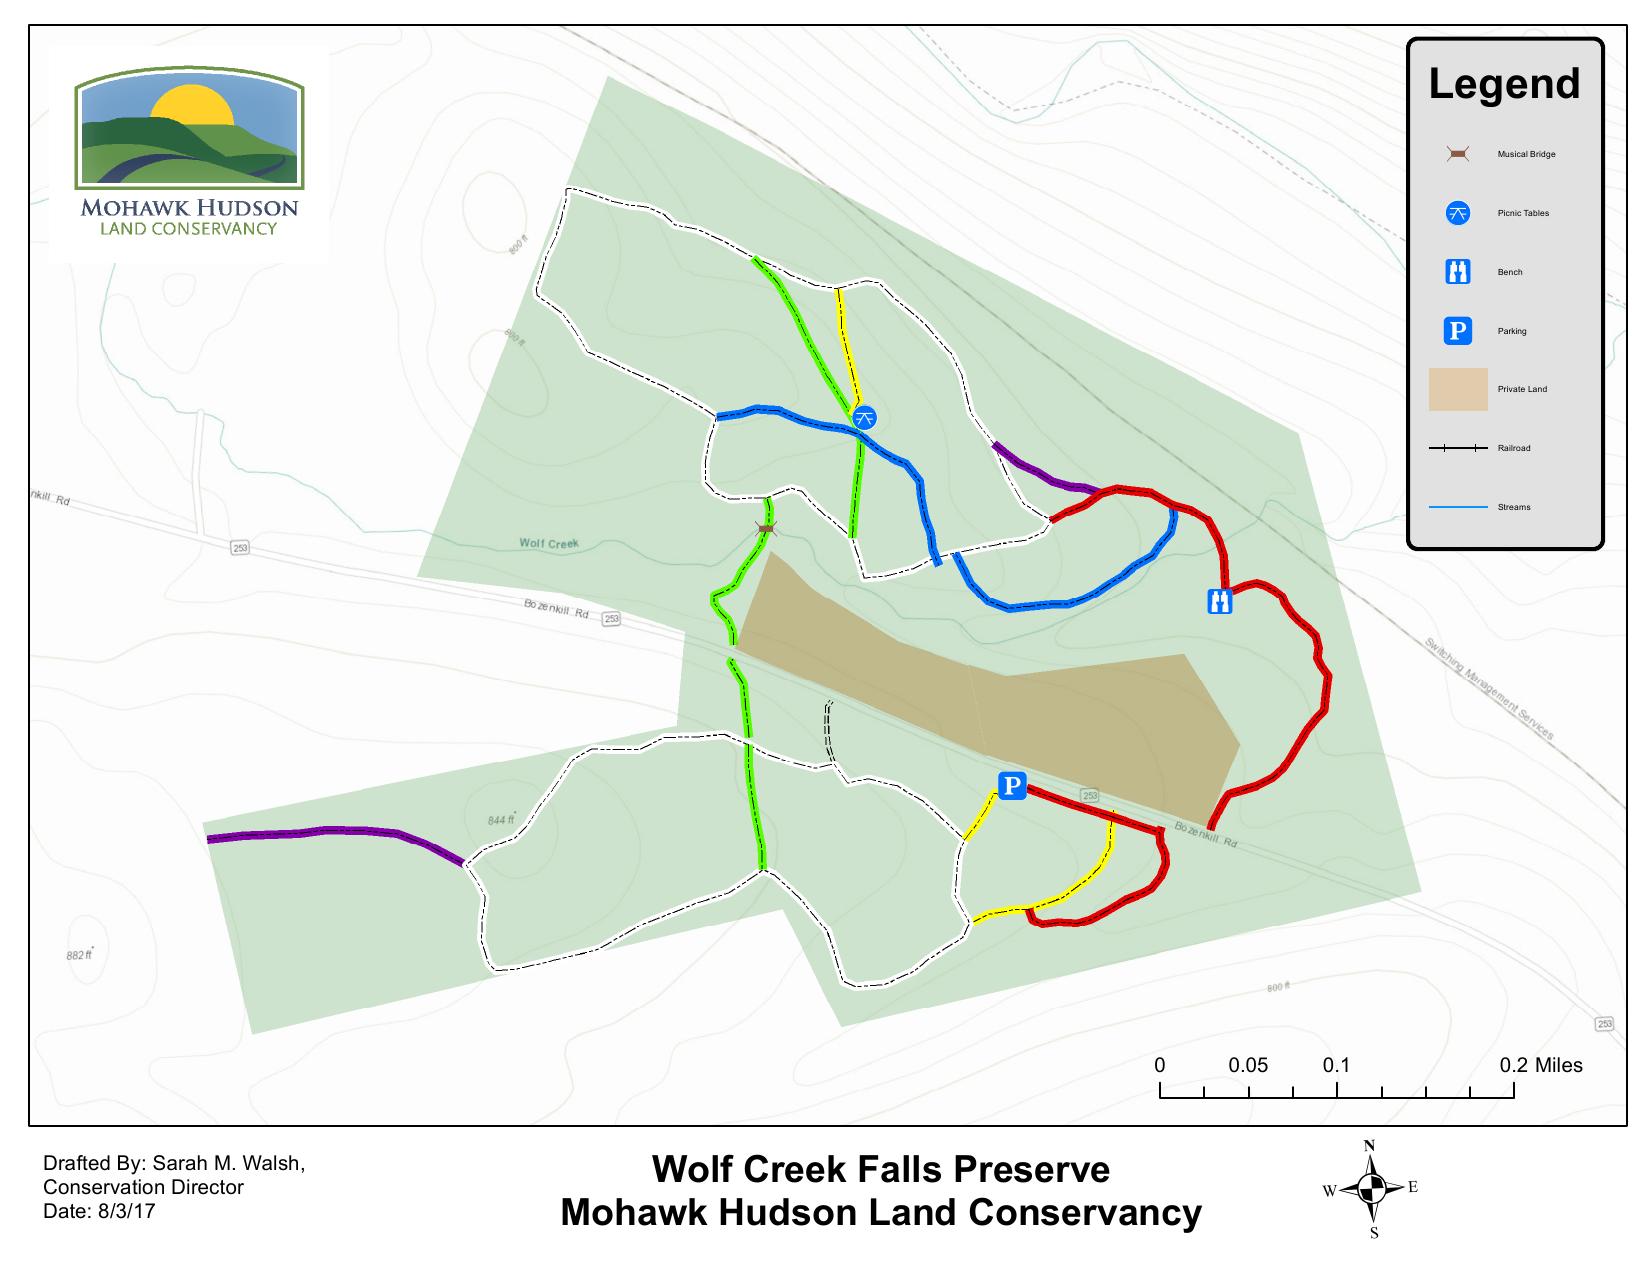 MOHAWK HUDSON
LAND CONSERVANCY
Legend
Musical Bridge
Picnic Tables
Bench
P
Parking
Private Land
Railroad
Streams
800 ft
800 ft
nkill Rd
253
Wolf Creek
Bozenkill Rd
253
Switching Management Services
P
253
Bozenkill Rd
844 ft
882 ft
800 ft
253
0 0.05 0.1 0.2 Miles
Drafted By: Sarah M. Walsh,
Conservation Director
Date: 8/3/17
Wolf Creek Falls Preserve
Mohawk Hudson Land Conservancy
N
W E
S